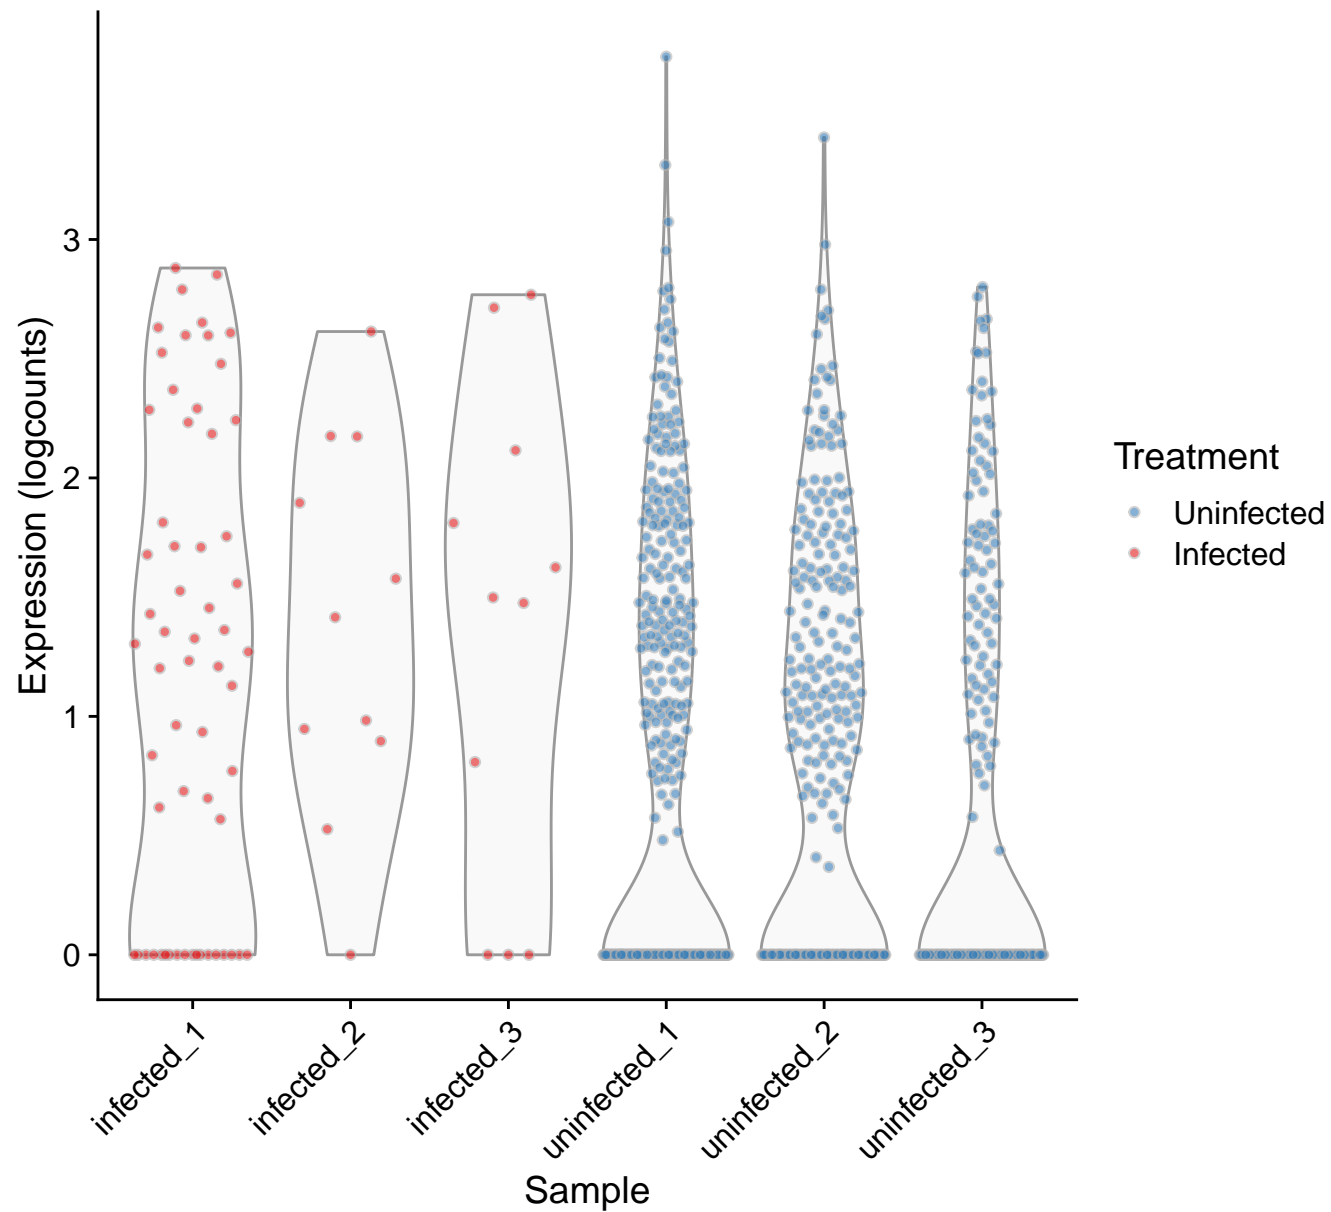 Expression (logcounts)
3
2
1
0
infected_1
infected_2
infected_3
uninfected_1
uninfected_2
uninfected_3
Sample
Treatment
Uninfected
Infected